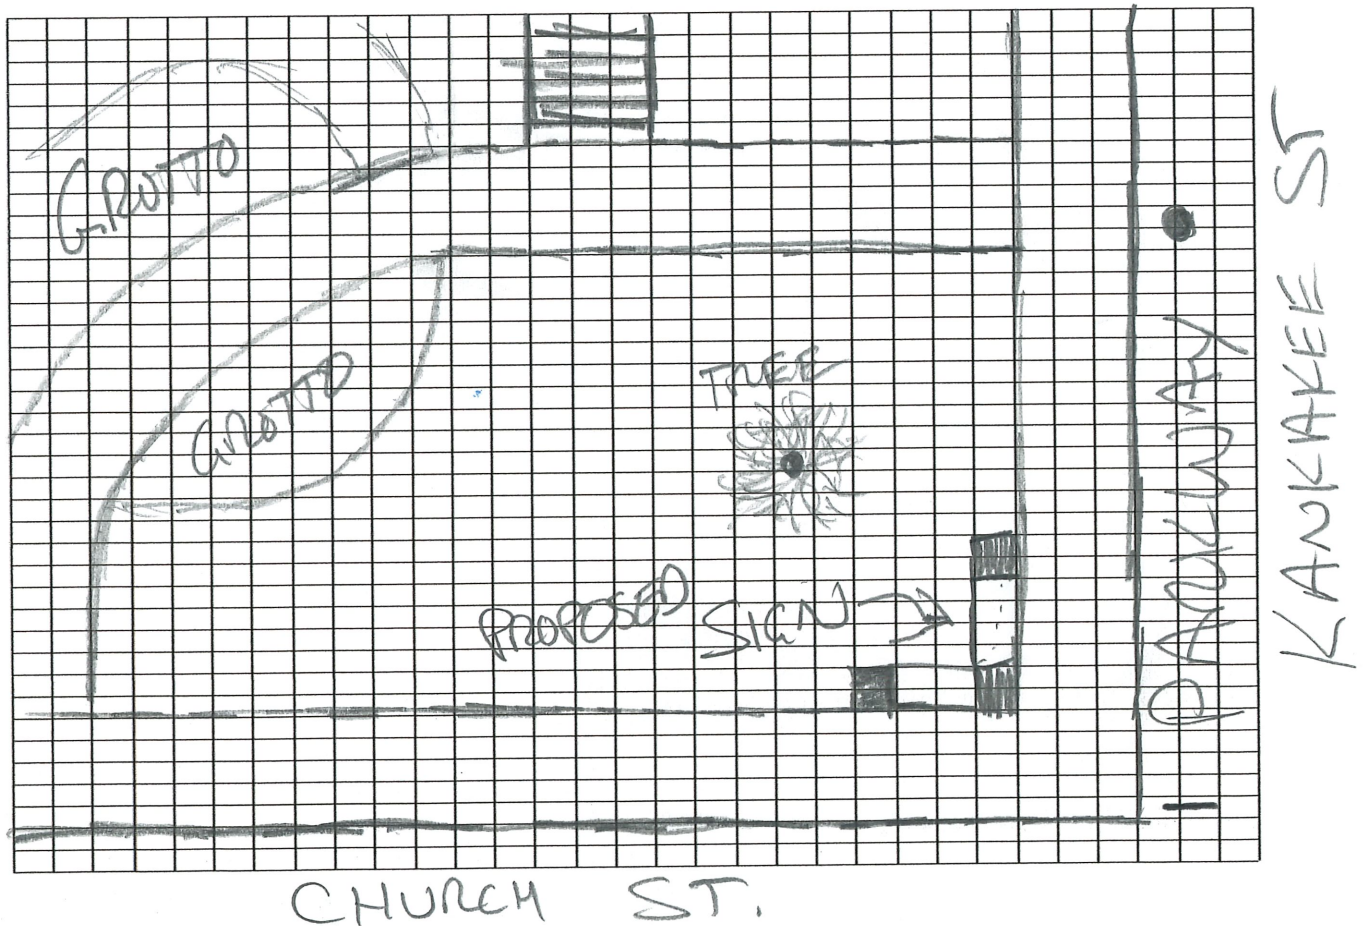 GROTTO
GROTTO
TREE
PROPOSED SIGN
PARKWAY
KANKAKEE ST
CHURCH ST.